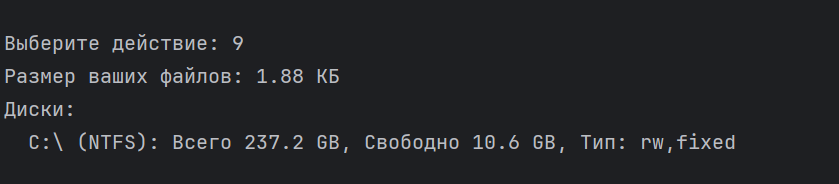 Выберите действие: 9
Размер ваших файлов: 1.88 КБ
Диски:
C:\ (NTFS): Всего 237.2 GB, Свободно 10.6 GB, Тип: rw,fixed